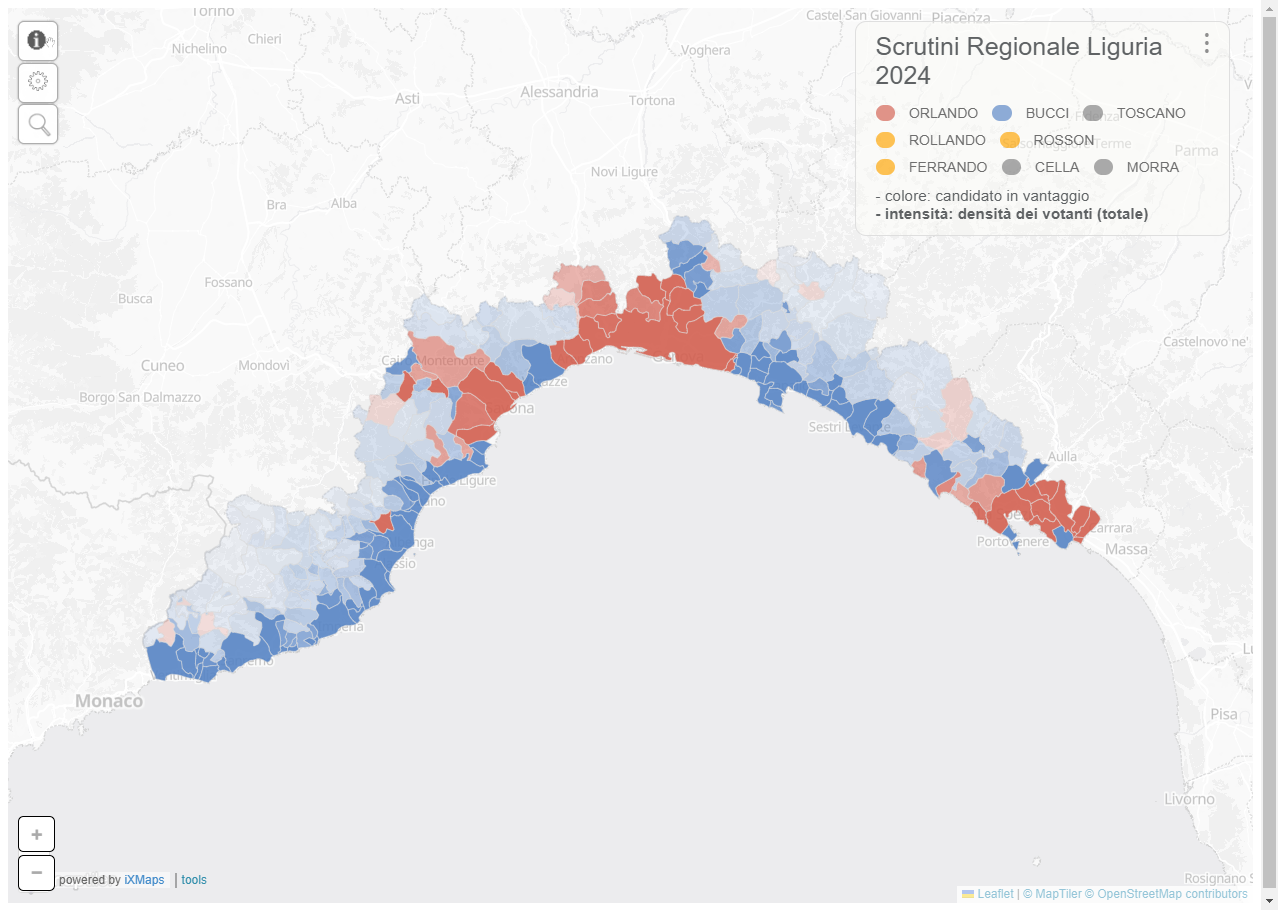 Torino
Castel San Giovanni
Piacenza
Nichelino
Chieri
Voghera
Scrutini Regionale Liguria
2024
Asti
Alessandria
Tortona
ORLANDO BUCCI TOSCANO
ROLLANDO ROSSON
Parma
FERRANDO CELLA MORRA
Novi Ligure
- colore: candidato in vantaggio
- intensità: densità dei votanti (totale)
Bra
Alba
Fossano
Busca
Castelnovo ne'
Cuneo
Mondovì
Borgo San Dalmazzo
Aulla
Carrara
Portovenere
Massa
Monaco
Pisa
Livorno
Rosignano S
+
−
powered by iXMaps | tools
Leaflet | © MapTiler © OpenStreetMap contributors